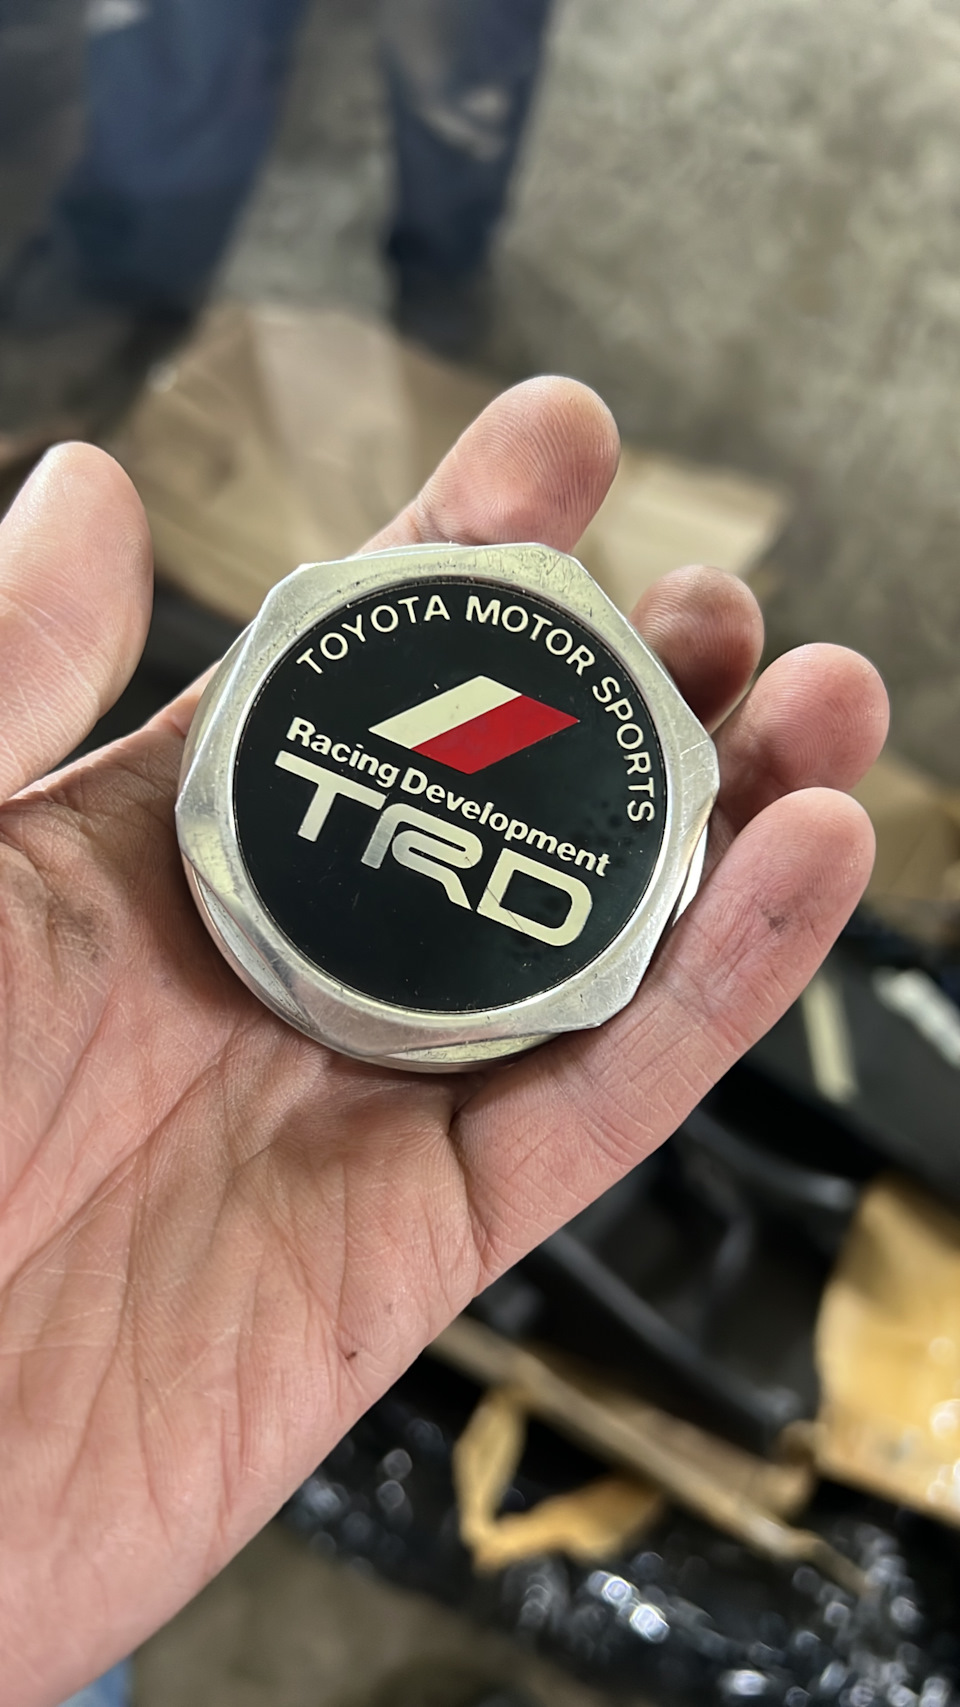 TOYOTA MOTOR SPORTS
Racing Development
TRD